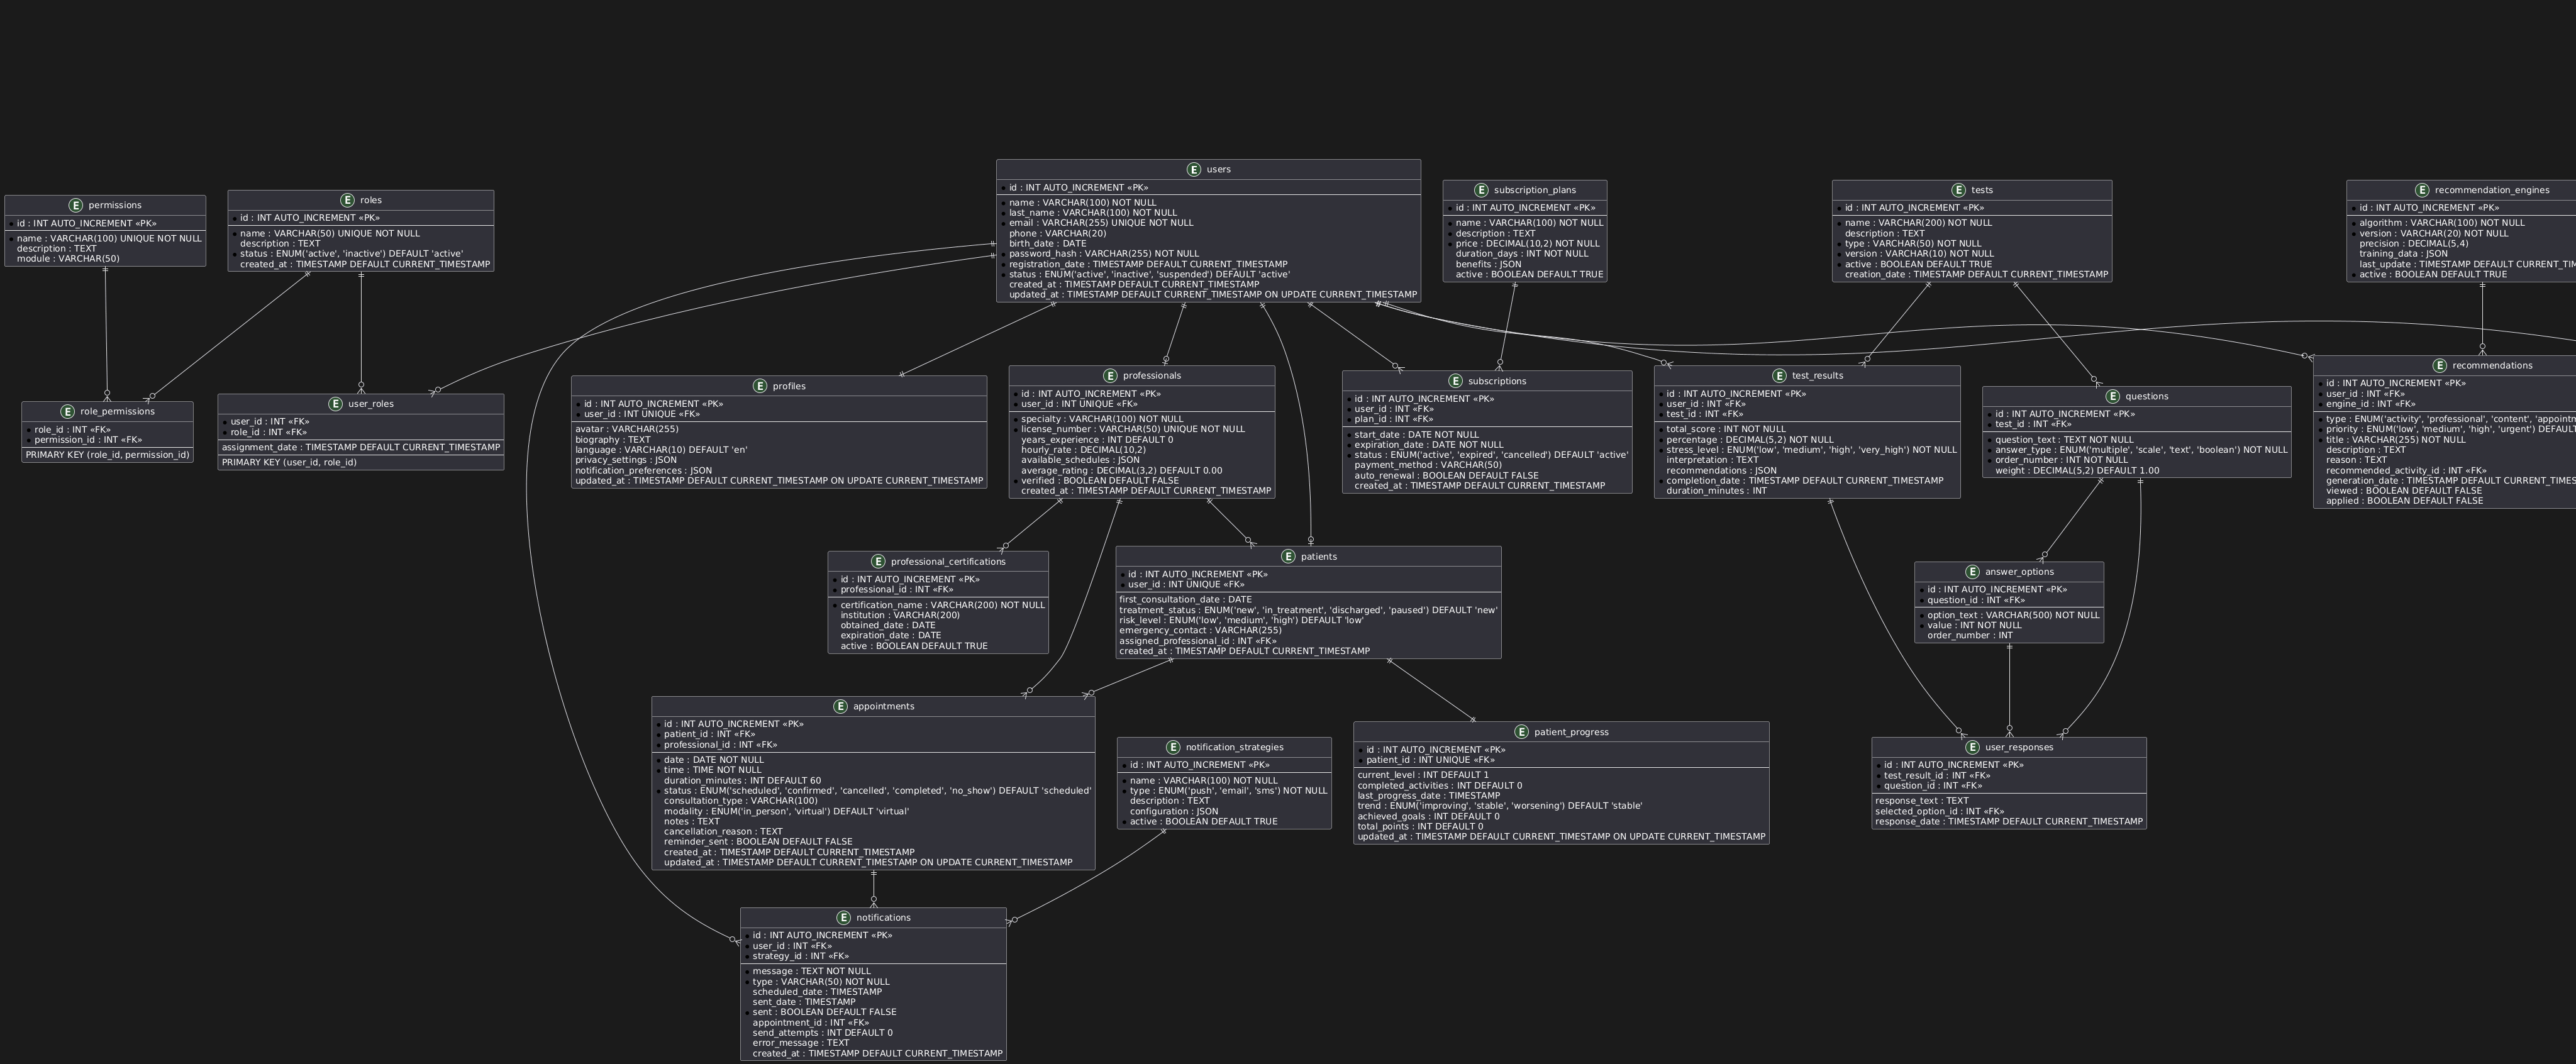 users
id : INT AUTO_INCREMENT «PK»
name : VARCHAR(100) NOT NULL
last_name : VARCHAR(100) NOT NULL
email : VARCHAR(255) UNIQUE NOT NULL
phone : VARCHAR(20)
birth_date : DATE
password_hash : VARCHAR(255) NOT NULL
registration_date : TIMESTAMP DEFAULT CURRENT_TIMESTAMP
status : ENUM('active', 'inactive', 'suspended') DEFAULT 'active'
created_at : TIMESTAMP DEFAULT CURRENT_TIMESTAMP
updated_at : TIMESTAMP DEFAULT CURRENT_TIMESTAMP ON UPDATE CURRENT_TIMESTAMP
permissions
id : INT AUTO_INCREMENT «PK»
name : VARCHAR(100) UNIQUE NOT NULL
description : TEXT
module : VARCHAR(50)
roles
id : INT AUTO_INCREMENT «PK»
name : VARCHAR(50) UNIQUE NOT NULL
description : TEXT
status : ENUM('active', 'inactive') DEFAULT 'active'
created_at : TIMESTAMP DEFAULT CURRENT_TIMESTAMP
subscription_plans
id : INT AUTO_INCREMENT «PK»
name : VARCHAR(100) NOT NULL
description : TEXT
price : DECIMAL(10,2) NOT NULL
duration_days : INT NOT NULL
benefits : JSON
active : BOOLEAN DEFAULT TRUE
tests
id : INT AUTO_INCREMENT «PK»
name : VARCHAR(200) NOT NULL
description : TEXT
type : VARCHAR(50) NOT NULL
version : VARCHAR(10) NOT NULL
active : BOOLEAN DEFAULT TRUE
creation_date : TIMESTAMP DEFAULT CURRENT_TIMESTAMP
recommendation_engines
id : INT AUTO_INCREMENT «PK»
algorithm : VARCHAR(100) NOT NULL
version : VARCHAR(20) NOT NULL
precision : DECIMAL(5,4)
training_data : JSON
last_update : TIMESTAMP DEFAULT CURRENT_TIM
active : BOOLEAN DEFAULT TRUE
role_permissions
role_id : INT «FK»
permission_id : INT «FK»
PRIMARY KEY (role_id, permission_id)
user_roles
user_id : INT «FK»
role_id : INT «FK»
assignment_date : TIMESTAMP DEFAULT CURRENT_TIMESTAMP
PRIMARY KEY (user_id, role_id)
profiles
id : INT AUTO_INCREMENT «PK»
user_id : INT UNIQUE «FK»
avatar : VARCHAR(255)
biography : TEXT
language : VARCHAR(10) DEFAULT 'en'
privacy_settings : JSON
notification_preferences : JSON
updated_at : TIMESTAMP DEFAULT CURRENT_TIMESTAMP ON UPDATE CURRENT_TIMESTAMP
professionals
id : INT AUTO_INCREMENT «PK»
user_id : INT UNIQUE «FK»
specialty : VARCHAR(100) NOT NULL
license_number : VARCHAR(50) UNIQUE NOT NULL
years_experience : INT DEFAULT 0
hourly_rate : DECIMAL(10,2)
available_schedules : JSON
average_rating : DECIMAL(3,2) DEFAULT 0.00
verified : BOOLEAN DEFAULT FALSE
created_at : TIMESTAMP DEFAULT CURRENT_TIMESTAMP
subscriptions
id : INT AUTO_INCREMENT «PK»
user_id : INT «FK»
plan_id : INT «FK»
start_date : DATE NOT NULL
expiration_date : DATE NOT NULL
status : ENUM('active', 'expired', 'cancelled') DEFAULT 'active'
payment_method : VARCHAR(50)
auto_renewal : BOOLEAN DEFAULT FALSE
created_at : TIMESTAMP DEFAULT CURRENT_TIMESTAMP
test_results
id : INT AUTO_INCREMENT «PK»
user_id : INT «FK»
test_id : INT «FK»
total_score : INT NOT NULL
percentage : DECIMAL(5,2) NOT NULL
stress_level : ENUM('low', 'medium', 'high', 'very_high') NOT NULL
interpretation : TEXT
recommendations : JSON
completion_date : TIMESTAMP DEFAULT CURRENT_TIMESTAMP
duration_minutes : INT
questions
id : INT AUTO_INCREMENT «PK»
test_id : INT «FK»
question_text : TEXT NOT NULL
answer_type : ENUM('multiple', 'scale', 'text', 'boolean') NOT NULL
order_number : INT NOT NULL
weight : DECIMAL(5,2) DEFAULT 1.00
recommendations
id : INT AUTO_INCREMENT «PK»
user_id : INT «FK»
engine_id : INT «FK»
type : ENUM('activity', 'professional', 'content', 'appointm
priority : ENUM('low', 'medium', 'high', 'urgent') DEFAULT
title : VARCHAR(255) NOT NULL
description : TEXT
reason : TEXT
recommended_activity_id : INT «FK»
generation_date : TIMESTAMP DEFAULT CURRENT_TIMES
viewed : BOOLEAN DEFAULT FALSE
applied : BOOLEAN DEFAULT FALSE
professional_certifications
id : INT AUTO_INCREMENT «PK»
professional_id : INT «FK»
certification_name : VARCHAR(200) NOT NULL
institution : VARCHAR(200)
obtained_date : DATE
expiration_date : DATE
active : BOOLEAN DEFAULT TRUE
patients
id : INT AUTO_INCREMENT «PK»
user_id : INT UNIQUE «FK»
first_consultation_date : DATE
treatment_status : ENUM('new', 'in_treatment', 'discharged', 'paused') DEFAULT 'new'
risk_level : ENUM('low', 'medium', 'high') DEFAULT 'low'
emergency_contact : VARCHAR(255)
assigned_professional_id : INT «FK»
created_at : TIMESTAMP DEFAULT CURRENT_TIMESTAMP
answer_options
id : INT AUTO_INCREMENT «PK»
question_id : INT «FK»
option_text : VARCHAR(500) NOT NULL
value : INT NOT NULL
order_number : INT
appointments
id : INT AUTO_INCREMENT «PK»
patient_id : INT «FK»
professional_id : INT «FK»
date : DATE NOT NULL
time : TIME NOT NULL
duration_minutes : INT DEFAULT 60
status : ENUM('scheduled', 'confirmed', 'cancelled', 'completed', 'no_show') DEFAULT 'scheduled'
consultation_type : VARCHAR(100)
modality : ENUM('in_person', 'virtual') DEFAULT 'virtual'
notes : TEXT
cancellation_reason : TEXT
reminder_sent : BOOLEAN DEFAULT FALSE
created_at : TIMESTAMP DEFAULT CURRENT_TIMESTAMP
updated_at : TIMESTAMP DEFAULT CURRENT_TIMESTAMP ON UPDATE CURRENT_TIMESTAMP
notification_strategies
id : INT AUTO_INCREMENT «PK»
name : VARCHAR(100) NOT NULL
type : ENUM('push', 'email', 'sms') NOT NULL
description : TEXT
configuration : JSON
active : BOOLEAN DEFAULT TRUE
patient_progress
id : INT AUTO_INCREMENT «PK»
patient_id : INT UNIQUE «FK»
current_level : INT DEFAULT 1
completed_activities : INT DEFAULT 0
last_progress_date : TIMESTAMP
trend : ENUM('improving', 'stable', 'worsening') DEFAULT 'stable'
achieved_goals : INT DEFAULT 0
total_points : INT DEFAULT 0
updated_at : TIMESTAMP DEFAULT CURRENT_TIMESTAMP ON UPDATE CURRENT_TIMESTAMP
user_responses
id : INT AUTO_INCREMENT «PK»
test_result_id : INT «FK»
question_id : INT «FK»
response_text : TEXT
selected_option_id : INT «FK»
response_date : TIMESTAMP DEFAULT CURRENT_TIMESTAMP
notifications
id : INT AUTO_INCREMENT «PK»
user_id : INT «FK»
strategy_id : INT «FK»
message : TEXT NOT NULL
type : VARCHAR(50) NOT NULL
scheduled_date : TIMESTAMP
sent_date : TIMESTAMP
sent : BOOLEAN DEFAULT FALSE
appointment_id : INT «FK»
send_attempts : INT DEFAULT 0
error_message : TEXT
created_at : TIMESTAMP DEFAULT CURRENT_TIMESTAMP